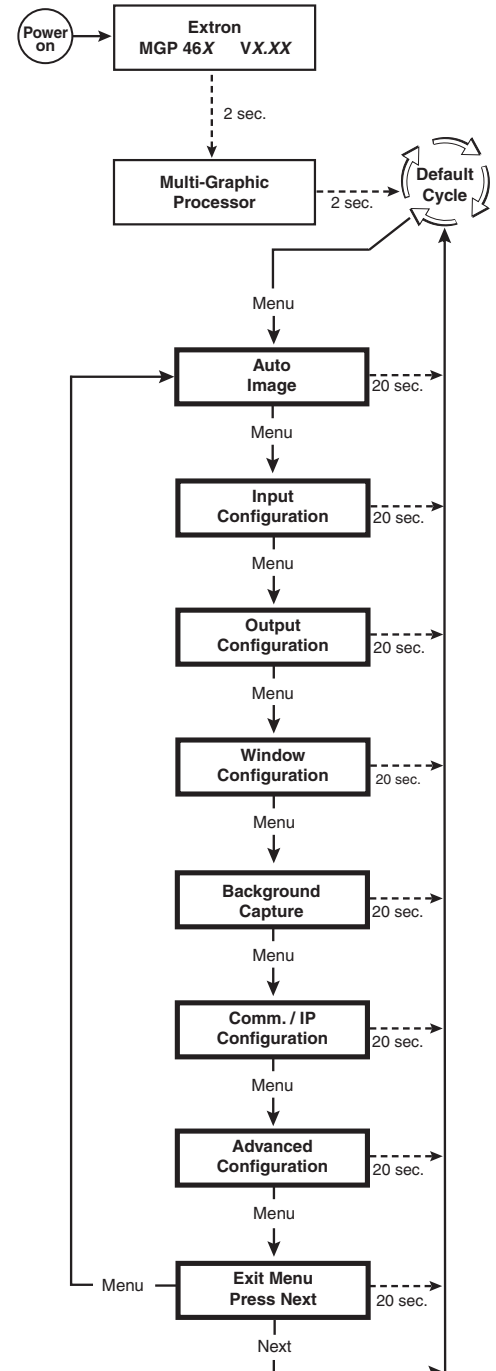 Power
on
Extron
MGP 46X VX.XX
2 sec.
Multi-Graphic
Processor
2 sec.
Default
Cycle
Menu
Auto
Image
20 sec.
Menu
Input
Configuration
20 sec.
Menu
Output
Configuration
20 sec.
Menu
Window
Configuration
20 sec.
Menu
Background
Capture
20 sec.
Menu
Comm. / IP
Configuration
20 sec.
Menu
Advanced
Configuration
20 sec.
Menu
Menu
Exit Menu
Press Next
20 sec.
Next